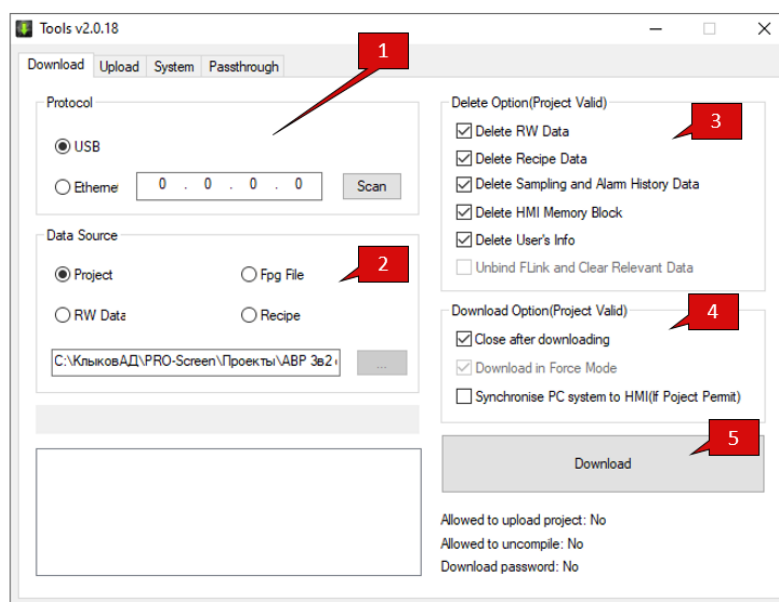 Tools v2.0.18
1
Download Upload System Passthrough
Protocol
USB
Etherne
0 . 0 . 0 . 0
Scan
Data Source
2
Project
Fpg File
RW Data
Recipe
C:\КлыковАД\PRO-Screen\Проекты\АВР 3в2
...
Delete Option(Project Valid)
3
Delete RW Data
Delete Recipe Data
Delete Sampling and Alarm History Data
Delete HMI Memory Block
Delete User's Info
Unbind FLink and Clear Relevant Data
Download Option(Project Valid)
4
Close after downloading
Download in Force Mode
Synchronise PC system to HMI(If Poject Permit)
5
Download
Allowed to upload project: No
Allowed to uncompile: No
Download password: No